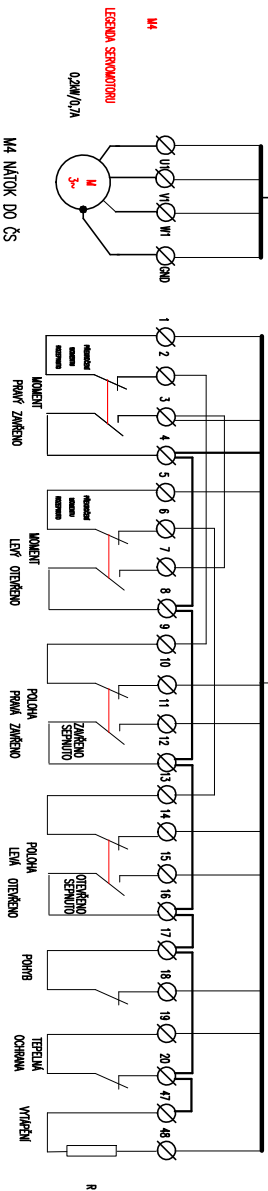 M4
LEGENDA SERVOMOTORU
0,2kW/0,7A
M
3~
M4 NÁTOK DO ČS
U1
V1
W1
GND
1
2
3
4
5
6
7
8
9
10
11
12
13
14
15
16
17
18
19
20
47
48
MOMENT
PRAVÝ ZAVŘENO
MOMENT
LEVÝ OTEVŘENO
ZAVŘENO
SEPNUTO
POLOHA
PRAVÁ ZAVŘENO
OTEVŘENO
SEPNUTO
POLOHA
LEVÁ OTEVŘENO
POHYB
TEPELNÁ
OCHRANA
VYTÁPĚNÍ
R